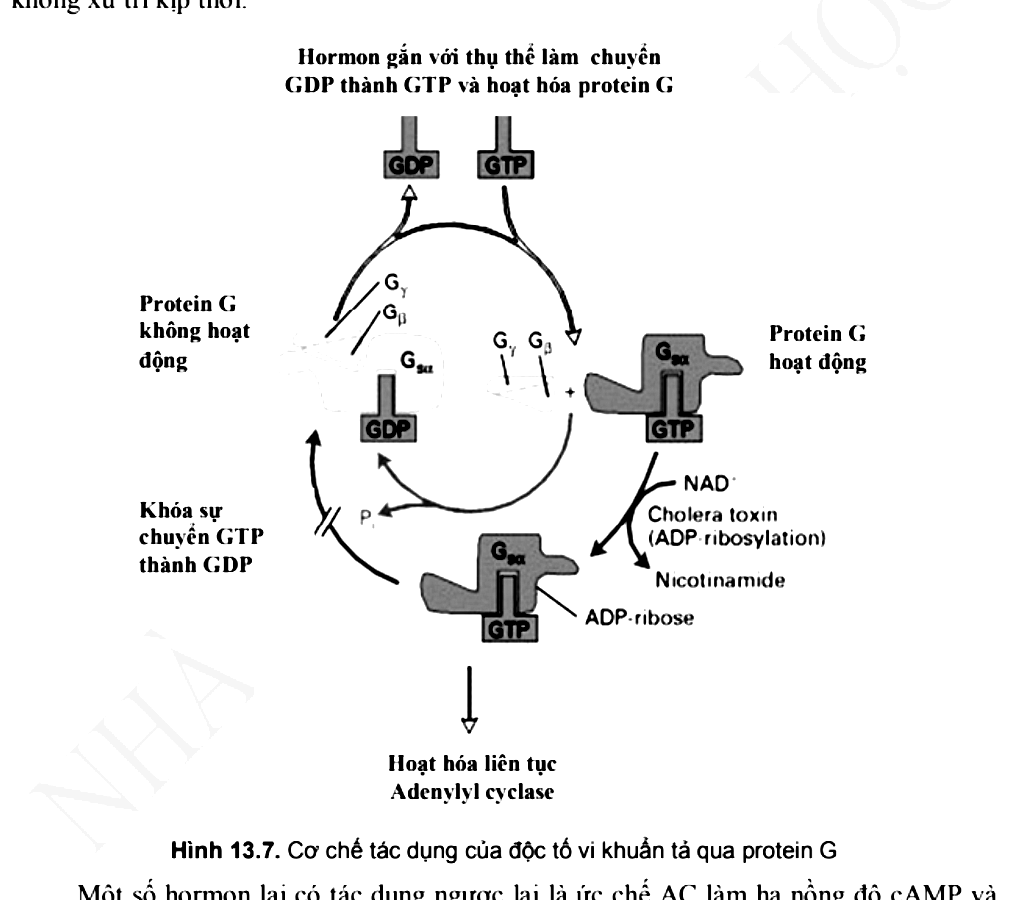 không xử trí kịp thời.
Hormon gắn với thụ thể làm chuyển
GDP thành GTP và hoạt hóa protein G
GDP
GTP
Gγ
Gβ
Protein G
không hoạt
động
Gsα
GDP
Gγ Gβ
+
Gsα
GTP
Protein G
hoạt động
NAD+
Cholera toxin
(ADP-ribosylation)
Nicotinamide
Khóa sự
chuyển GTP
thành GDP
Pi
Gsα
GTP
ADP-ribose
Hoạt hóa liên tục
Adenylyl cyclase
NHÀ
HỌC
Hình 13.7. Cơ chế tác dụng của độc tố vi khuẩn tả qua protein G
Một số hormon lại có tác dụng ngược lại là ức chế AC làm hạ nồng độ cAMP và